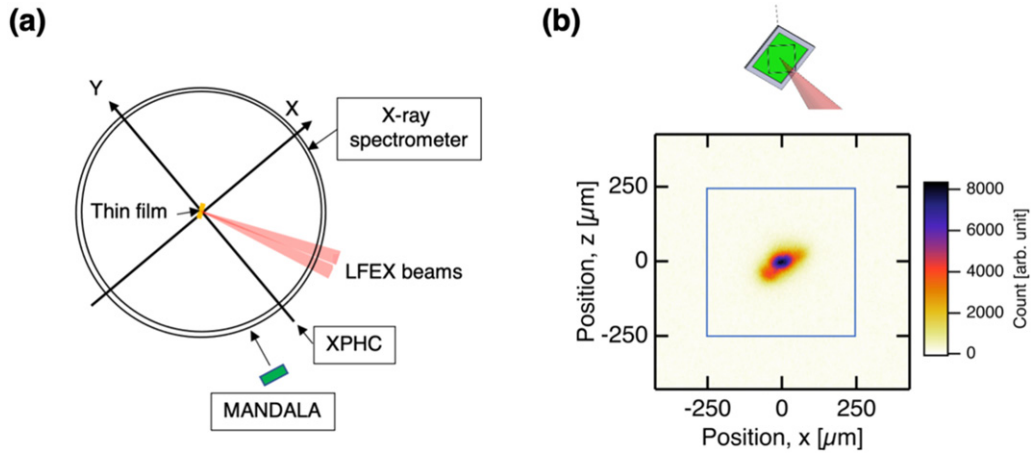 (a)
Y
X
X-ray
spectrometer
Thin film
LFEX beams
XPHC
MANDALA
(b)
Position, z [µm]
250
0
-250
-250
0
250
Position, x [µm]
8000
6000
4000
2000
0
Count [arb. unit]